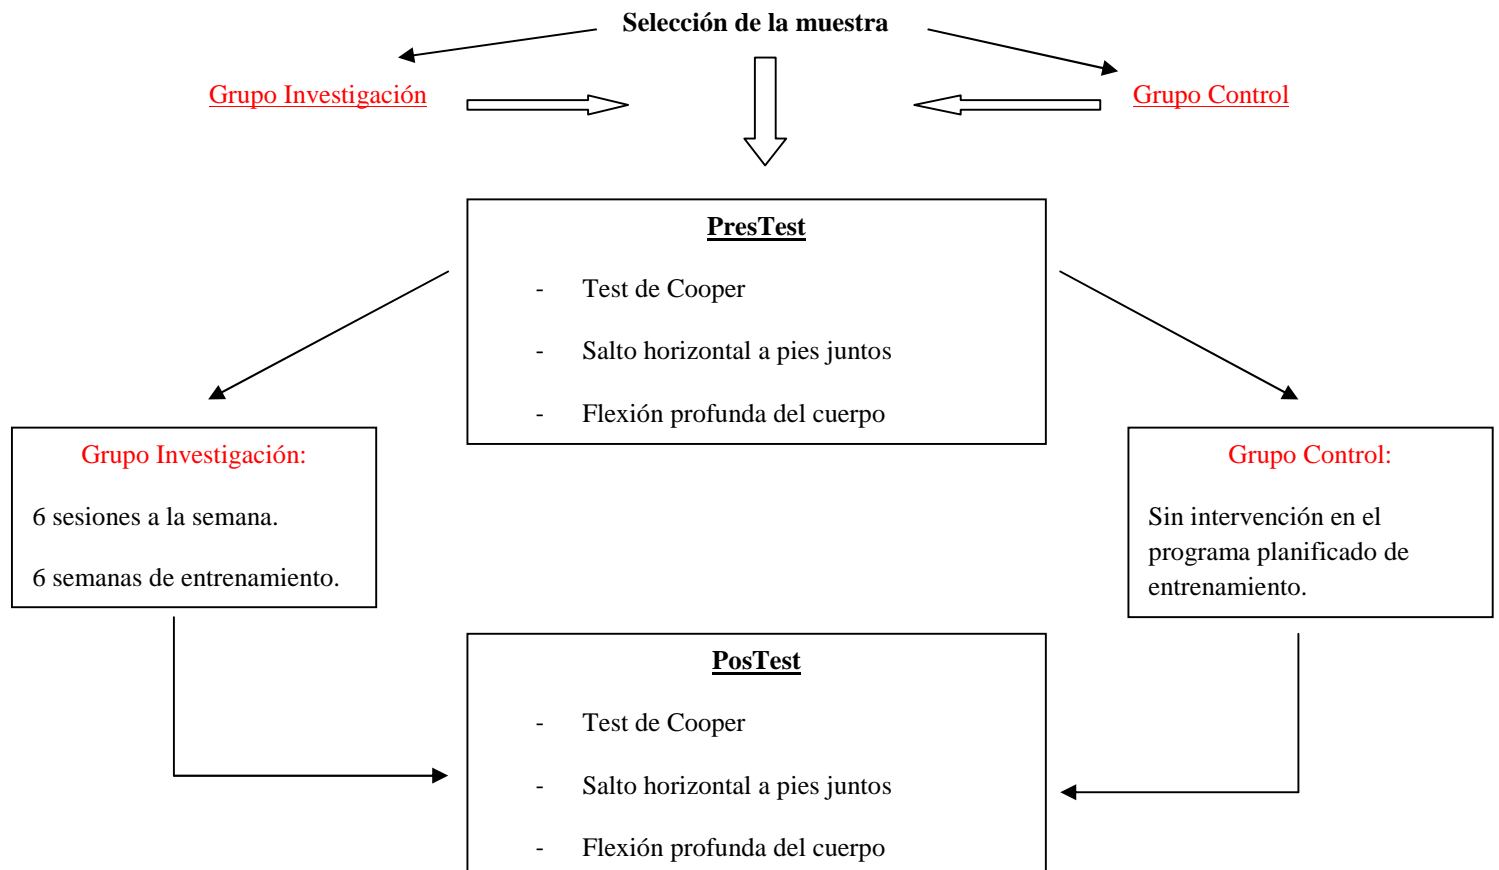 Selección de la muestra
Grupo Investigación
Grupo Control
PresTest
- Test de Cooper
- Salto horizontal a pies juntos
- Flexión profunda del cuerpo
Grupo Investigación:
6 sesiones a la semana.
6 semanas de entrenamiento.
Grupo Control:
Sin intervención en el
programa planificado de
entrenamiento.
PosTest
- Test de Cooper
- Salto horizontal a pies juntos
- Flexión profunda del cuerpo